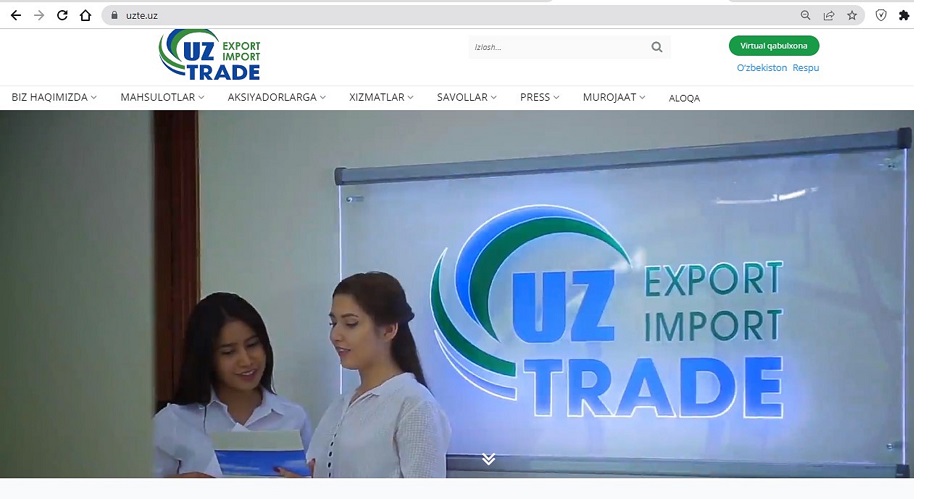 uzte.uz
UZ EXPORT
IMPORT
TRADE
Izlash...
Virtual qabulxona
O'zbekiston Respu
BIZ HAQIMIZDA MAHSULOTLAR AKSIYADORLARGA XIZMATLAR SAVOLLAR PRESS MUROJAAT ALOQA
UZ EXPORT
IMPORT
TRADE